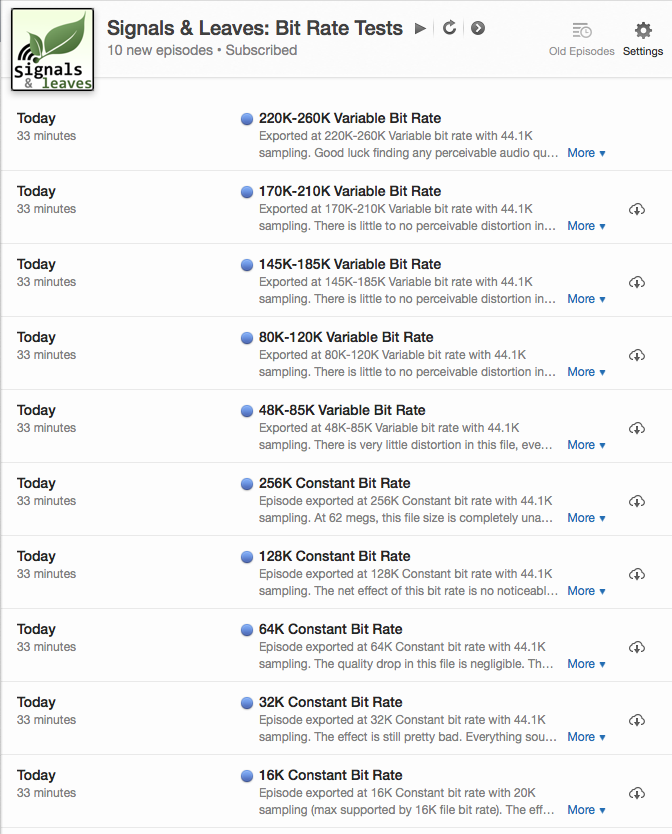 signals
& leaves
Signals & Leaves: Bit Rate Tests
10 new episodes • Subscribed
Old Episodes
Settings
Today
33 minutes
220K-260K Variable Bit Rate
Exported at 220K-260K Variable bit rate with 44.1K
sampling. Good luck finding any perceivable audio qu… More ▼
Today
33 minutes
170K-210K Variable Bit Rate
Exported at 170K-210K Variable bit rate with 44.1K
sampling. There is little to no perceivable distortion in… More ▼
Today
33 minutes
145K-185K Variable Bit Rate
Exported at 145K-185K Variable bit rate with 44.1K
sampling. There is little to no perceivable distortion in… More ▼
Today
33 minutes
80K-120K Variable Bit Rate
Exported at 80K-120K Variable bit rate with 44.1K
sampling. There is little to no perceivable distortion in… More ▼
Today
33 minutes
48K-85K Variable Bit Rate
Exported at 48K-85K Variable bit rate with 44.1K
sampling. There is very little distortion in this file, eve… More ▼
Today
33 minutes
256K Constant Bit Rate
Episode exported at 256K Constant bit rate with 44.1K
sampling. At 62 megs, this file size is completely una… More ▼
Today
33 minutes
128K Constant Bit Rate
Episode exported at 128K Constant bit rate with 44.1K
sampling. The net effect of this bit rate is no noticeabl… More ▼
Today
33 minutes
64K Constant Bit Rate
Episode exported at 64K Constant bit rate with 44.1K
sampling. The quality drop in this file is negligible. Th… More ▼
Today
33 minutes
32K Constant Bit Rate
Episode exported at 32K Constant bit rate with 44.1K
sampling. The effect is still pretty bad. Everything sou… More ▼
Today
33 minutes
16K Constant Bit Rate
Episode exported at 16K Constant bit rate with 20K
sampling (max supported by 16K file bit rate). The eff… More ▼